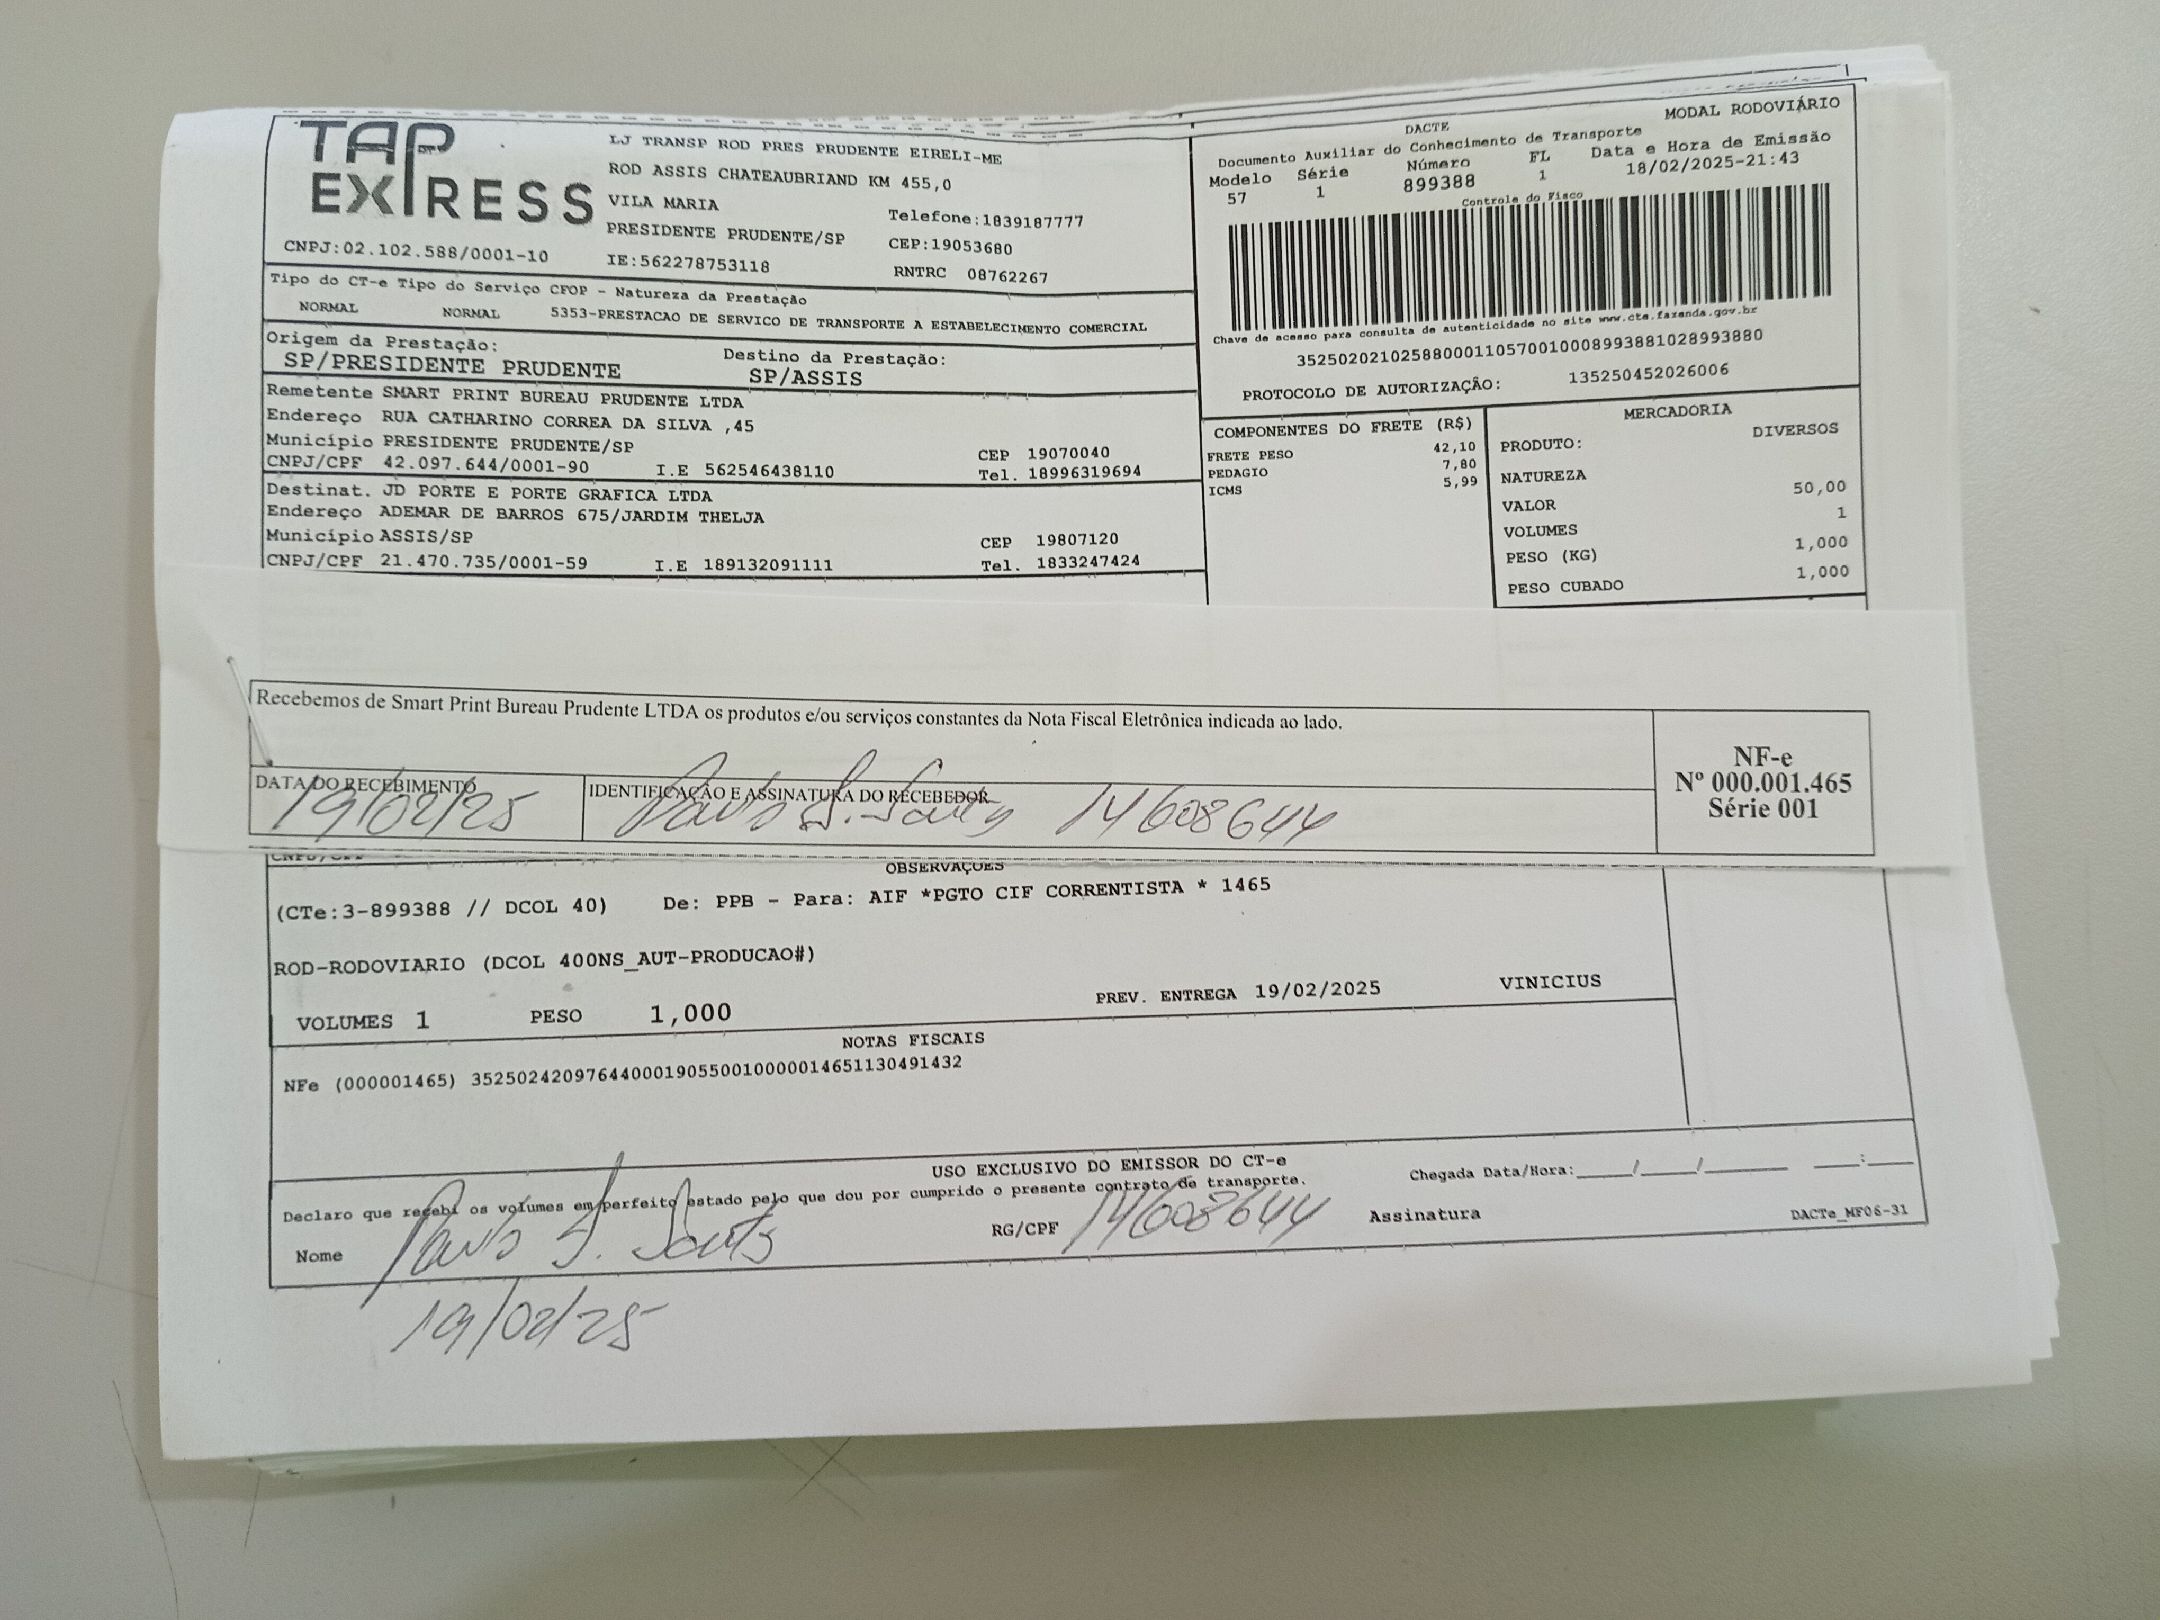 TAP EXPRESS
LJ TRANSP ROD PRES PRUDENTE EIRELI-ME
ROD ASSIS CHATEAUBRIAND KM 455,0
VILA MARIA
Telefone:1839187777
PRESIDENTE PRUDENTE/SP
CEP:19053680
CNPJ:02.102.588/0001-10
IE:562278753118
RNTRC 08762267
MODAL RODOVIÁRIO
DACTE
Documento Auxiliar do Conhecimento de Transporte
Modelo Série Número FL Data e Hora de Emissão
57 1 899388 1 18/02/2025-21:43
Controle do Fisco
Chave de acesso para consulta de autenticidade no site www.cte.fazenda.gov.br
35250202102588000110570010008993881028993880
PROTOCOLO DE AUTORIZAÇÃO: 135250452026006
Tipo do CT-e Tipo do Serviço CFOP - Natureza da Prestação
NORMAL NORMAL 5353-PRESTACAO DE SERVICO DE TRANSPORTE A ESTABELECIMENTO COMERCIAL
Origem da Prestação: Destino da Prestação:
SP/PRESIDENTE PRUDENTE SP/ASSIS
Remetente SMART PRINT BUREAU PRUDENTE LTDA
Endereço RUA CATHARINO CORREA DA SILVA ,45
Município PRESIDENTE PRUDENTE/SP CEP 19070040
CNPJ/CPF 42.097.644/0001-90 I.E 562546438110 Tel. 18996319694
Destinat. JD PORTE E PORTE GRAFICA LTDA
Endereço ADEMAR DE BARROS 675/JARDIM THELJA
Município ASSIS/SP CEP 19807120
CNPJ/CPF 21.470.735/0001-59 I.E 189132091111 Tel. 1833247424
COMPONENTES DO FRETE (R$)
FRETE PESO 42,10
PEDAGIO 7,80
ICMS 5,99
MERCADORIA
PRODUTO: DIVERSOS
NATUREZA
VALOR 50,00
VOLUMES 1
PESO (KG) 1,000
PESO CUBADO 1,000
Recebemos de Smart Print Bureau Prudente LTDA os produtos e/ou serviços constantes da Nota Fiscal Eletrônica indicada ao lado.
DATA DO RECEBIMENTO
19/02/25
IDENTIFICAÇÃO E ASSINATURA DO RECEBEDOR
14608644
NF-e
Nº 000.001.465
Série 001
CNPJ/CPF
OBSERVAÇÕES
(CTe:3-899388 // DCOL 40) De: PPB - Para: AIF *PGTO CIF CORRENTISTA * 1465
ROD-RODOVIARIO (DCOL 400NS_AUT-PRODUCAO#)
VOLUMES 1 PESO 1,000 PREV. ENTREGA 19/02/2025 VINICIUS
NOTAS FISCAIS
NFe (000001465) 35250242097644000190550010000014651130491432
USO EXCLUSIVO DO EMISSOR DO CT-e
Chegada Data/Hora:____/____/______ ___:___
Declaro que recebi os volumes em perfeito estado pelo que dou por cumprido o presente contrato de transporte.
Nome RG/CPF 14608644 Assinatura
DACTe_MF06-31
19/02/25